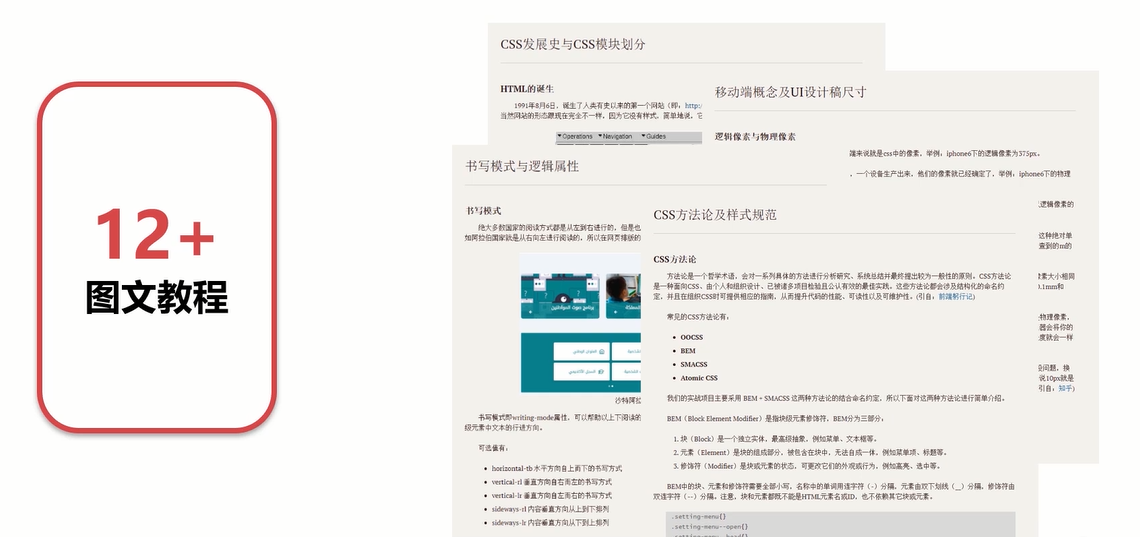 12+
图文教程
CSS发展史与CSS模块划分
HTML的诞生
1991年8月6日，诞生了人类有史以来的第一个网站（即：http:/
当然网站的形态跟现在完全不一样，因为它没有样式，简单地说，它
Operations Navigation Guides
移动端概念及UI设计稿尺寸
逻辑像素与物理像素
端来说就是css中的像素，举例：iphone6下的逻辑像素为375px。
，一个设备生产出来，他们的像素就已经确定了，举例：iphone6下的物理
逻辑像素的
这种绝对单
查到的m的
像素大小相同
0.1mm和
物理像素，
器会将你的
度就会一样
些问题，换
说10px就是
引自：知乎）
书写模式与逻辑属性
书写模式
绝大多数国家的阅读方式都是从左到右进行的，但是也
如阿拉伯国家就是从右向左进行阅读的，所以在网页排版的
沙特阿拉
书写模式即writing-mode属性，可以帮助以上下阅读的
级元素中文本的行进方向。
可选值有：
horizontal-tb 水平方向自上而下的书写方式
vertical-rl 垂直方向自右而左的书写方式
vertical-lr 垂直方向自左而右的书写方式
sideways-rl 内容垂直方向从上到下排列
sideways-lr 内容垂直方向从下到上排列
CSS方法论及样式规范
CSS方法论
方法论是一个哲学术语，会对一系列具体的方法进行分析研究、系统总结并最终提出较为一般性的原则。CSS方法论
是一种面向CSS、由个人和组织设计、已被诸多项目检验且公认有效的最佳实践。这些方法论都会涉及结构化的命名约
定，并且在组织CSS时可提供相应的指南，从而提升代码的性能、可读性以及可维护性。(引自：前端躬行记)
常见的CSS方法论有：
OOCSS
BEM
SMACSS
Atomic CSS
我们的实战项目主要采用 BEM + SMACSS 这两种方法论的结合命名约定，所以下面对这两种方法论进行简单介绍。
BEM（Block Element Modifier）是指块级元素修饰符，BEM分为三部分：
1. 块（Block）是一个独立实体，最高级抽象，例如菜单、文本框等。
2. 元素（Element）是块的组成部分，被包含在块中，无法自成一体，例如菜单项、标题等。
3. 修饰符（Modifier）是块或元素的状态，可更改它们的外观或行为，例如高亮、选中等。
BEM中的块、元素和修饰符需要全部小写，名称中的单词用连字符（-）分隔，元素由双下划线（__）分隔，修饰符由
双连字符（--）分隔。注意，块和元素都既不能是HTML元素名或ID，也不依赖其它块或元素。
.setting-menu{}
.setting-menu--open{}
.setting-menu__head{}